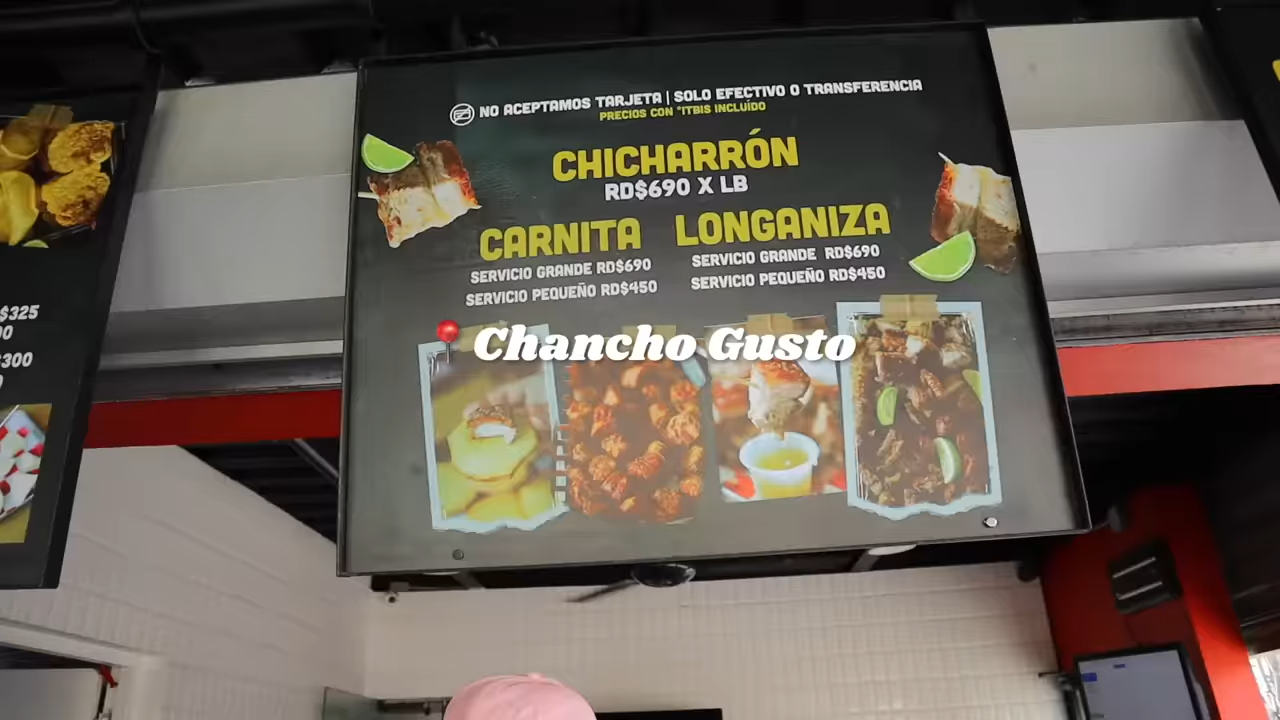 NO ACEPTAMOS TARJETA | SOLO EFECTIVO O TRANSFERENCIA
PRECIOS CON *ITBIS INCLUÍDO
CHICHARRÓN
RD$690 X LB
CARNITA
SERVICIO GRANDE RD$690
SERVICIO PEQUEÑO RD$450
LONGANIZA
SERVICIO GRANDE RD$690
SERVICIO PEQUEÑO RD$450
Chancho Gusto
$325
00
$300